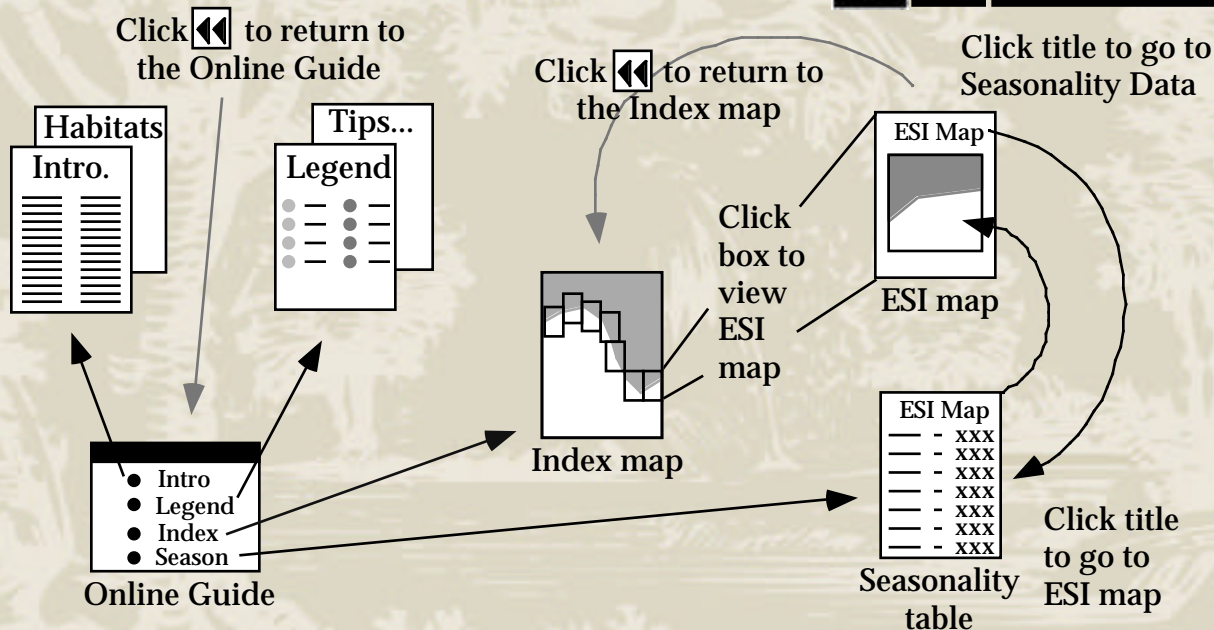 Click to return to
the Online Guide
Click to return to
the Index map
Click title to go to
Seasonality Data
Habitats
Intro.
Tips...
Legend
ESI Map
Click
box to
view
ESI
map
ESI map
Index map
Intro
Legend
Index
Season
Online Guide
ESI Map
xxx
xxx
xxx
xxx
xxx
xxx
xxx
Seasonality
table
Click title
to go to
ESI map